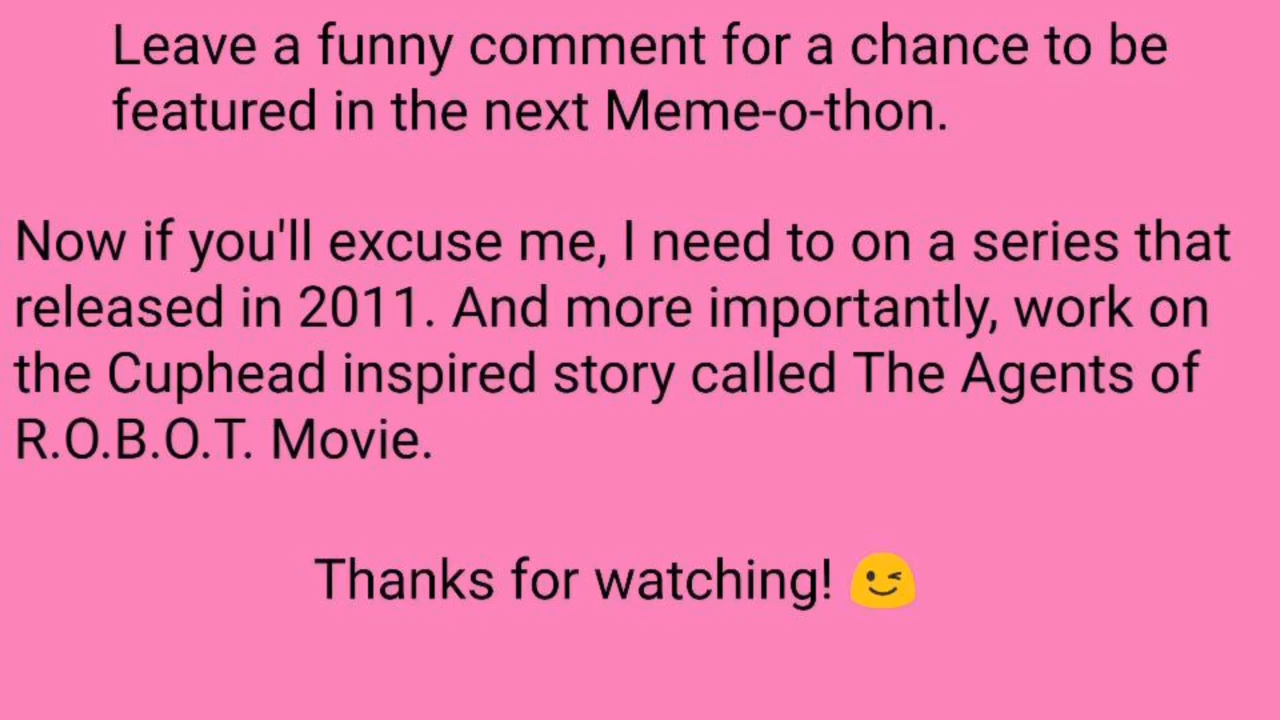 Leave a funny comment for a chance to be
featured in the next Meme-o-thon.
Now if you'll excuse me, I need to on a series that
released in 2011. And more importantly, work on
the Cuphead inspired story called The Agents of
R.O.B.O.T. Movie.
Thanks for watching! 😉